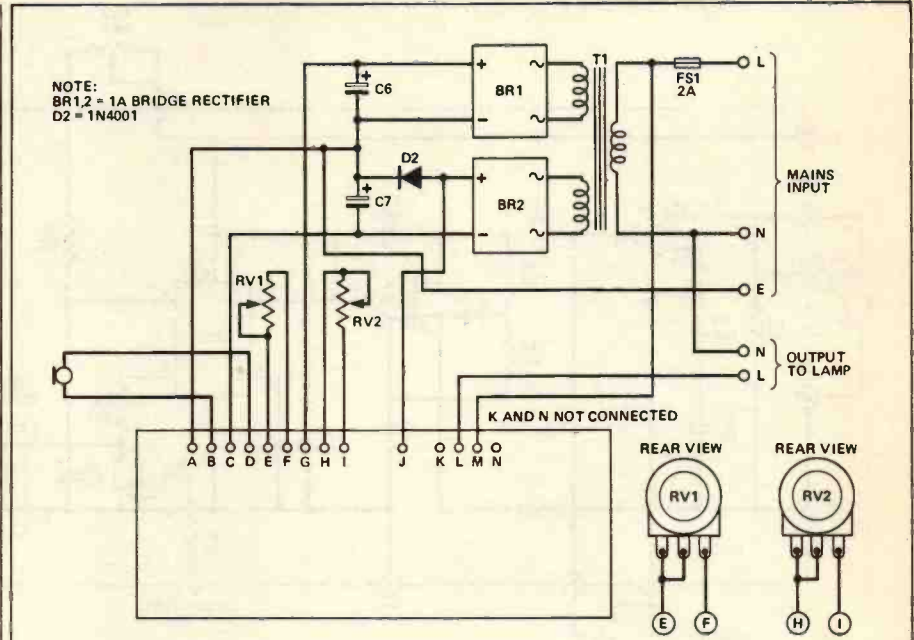 NOTE:
BR1,2 = 1A BRIDGE RECTIFIER
D2 = 1N4001
+
C6
+
~
BR1
-
~
T1
FS1
2A
L
MAINS
INPUT
D2
+
C7
+
~
BR2
-
~
N
E
RV1
RV2
N
OUTPUT
TO LAMP
L
K AND N NOT CONNECTED
A B C D E F G H I J K L M N
REAR VIEW
REAR VIEW
RV1
RV2
E
F
H
I